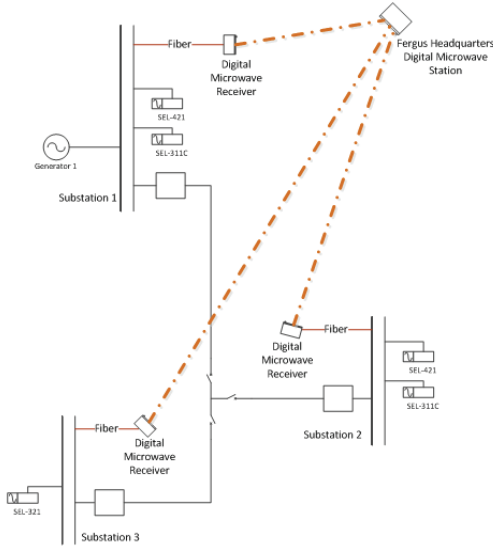 Fiber
Digital
Microwave
Receiver
Fergus Headquarters
Digital Microwave
Station
SEL-421
SEL-311C
Generator 1
Substation 1
Fiber
Digital
Microwave
Receiver
SEL-421
SEL-311C
Substation 2
Fiber
Digital
Microwave
Receiver
SEL-321
Substation 3